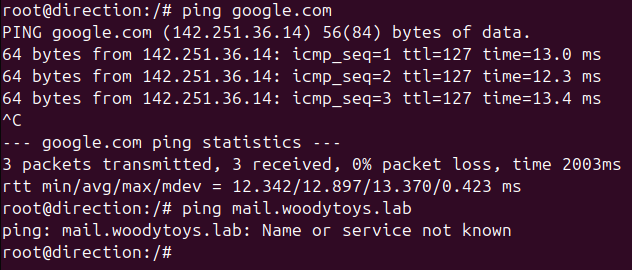 root@direction:/# ping google.com
PING google.com (142.251.36.14) 56(84) bytes of data.
64 bytes from 142.251.36.14: icmp_seq=1 ttl=127 time=13.0 ms
64 bytes from 142.251.36.14: icmp_seq=2 ttl=127 time=12.3 ms
64 bytes from 142.251.36.14: icmp_seq=3 ttl=127 time=13.4 ms
^C
--- google.com ping statistics ---
3 packets transmitted, 3 received, 0% packet loss, time 2003ms
rtt min/avg/max/mdev = 12.342/12.897/13.370/0.423 ms
root@direction:/# ping mail.woodytoys.lab
ping: mail.woodytoys.lab: Name or service not known
root@direction:/#